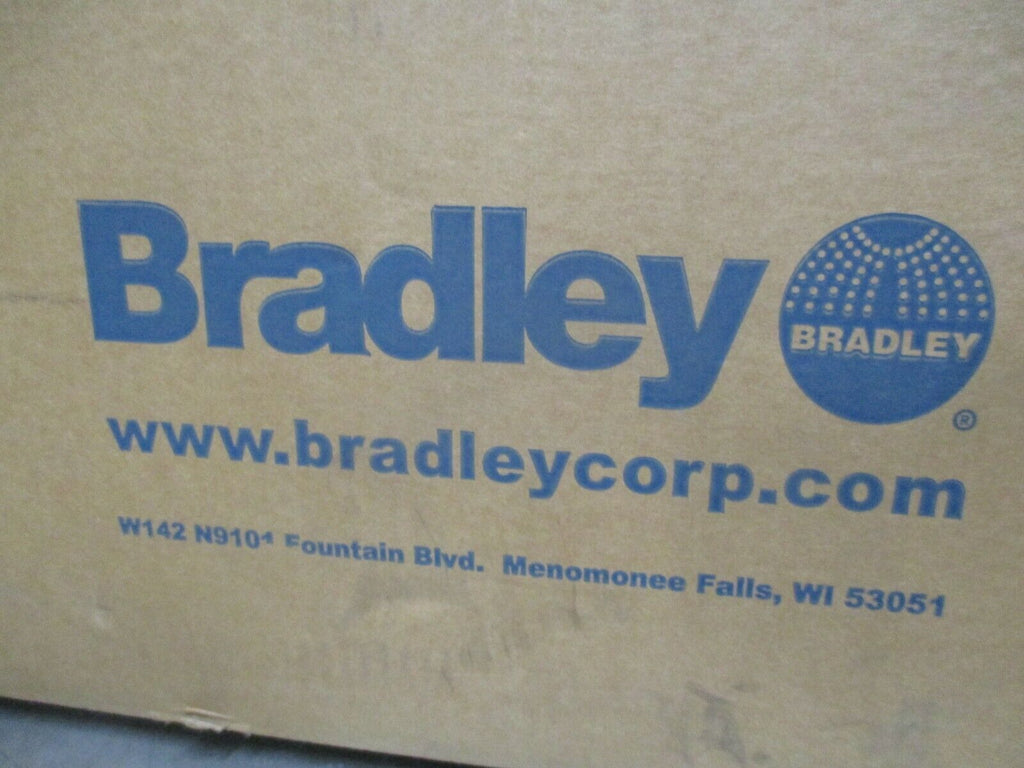 Bradley
BRADLEY
®
www.bradleycorp.com
W142 N9101 Fountain Blvd. Menomonee Falls, WI 53051